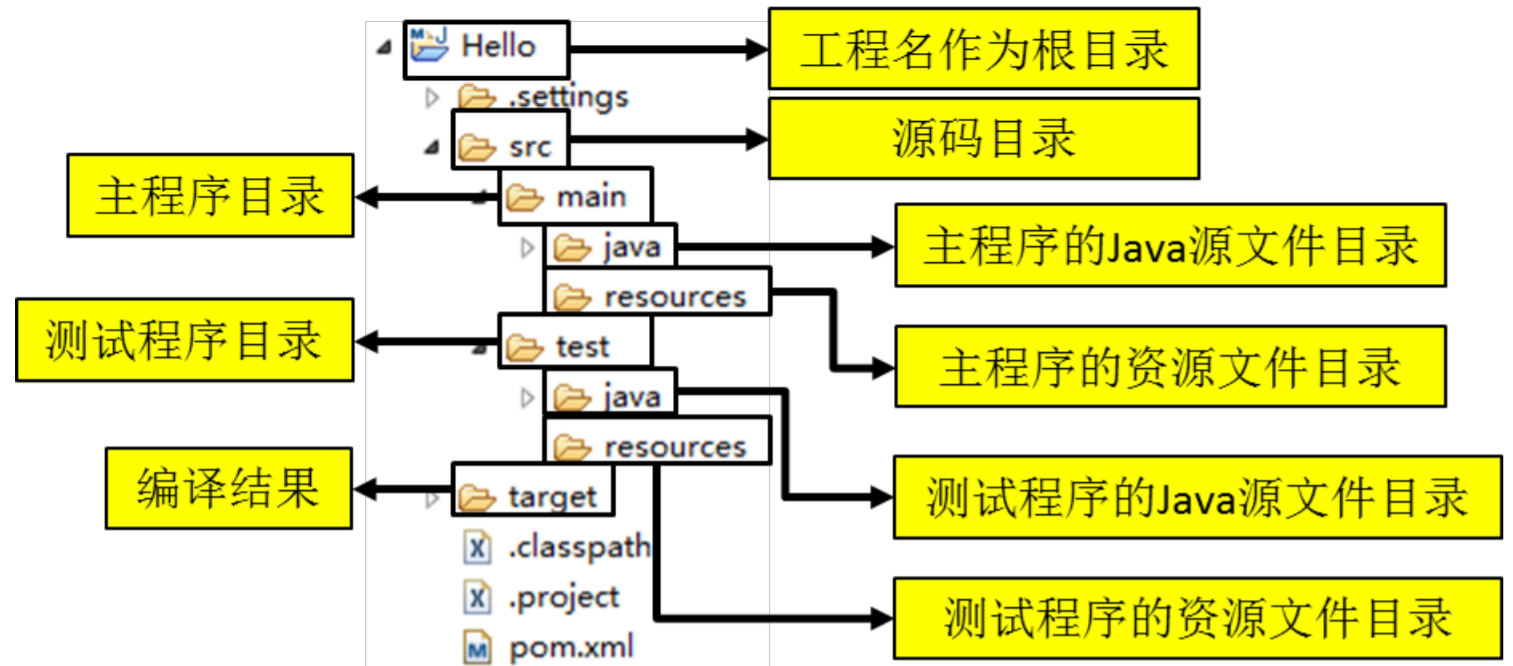 Hello
工程名作为根目录
.settings
src
源码目录
主程序目录
main
java
主程序的Java源文件目录
resources
主程序的资源文件目录
测试程序目录
test
java
测试程序的Java源文件目录
resources
测试程序的资源文件目录
编译结果
target
.classpath
.project
pom.xml